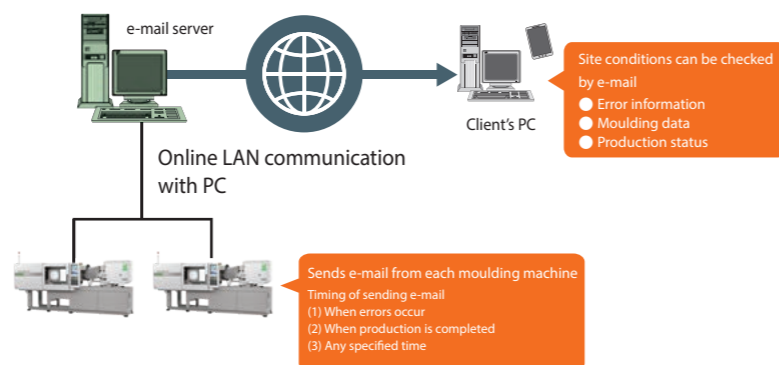 e-mail server
Site conditions can be checked
by e-mail
Error information
Moulding data
Production status
Client's PC
Online LAN communication
with PC
Sends e-mail from each moulding machine
Timing of sending e-mail
(1) When errors occur
(2) When production is completed
(3) Any specified time